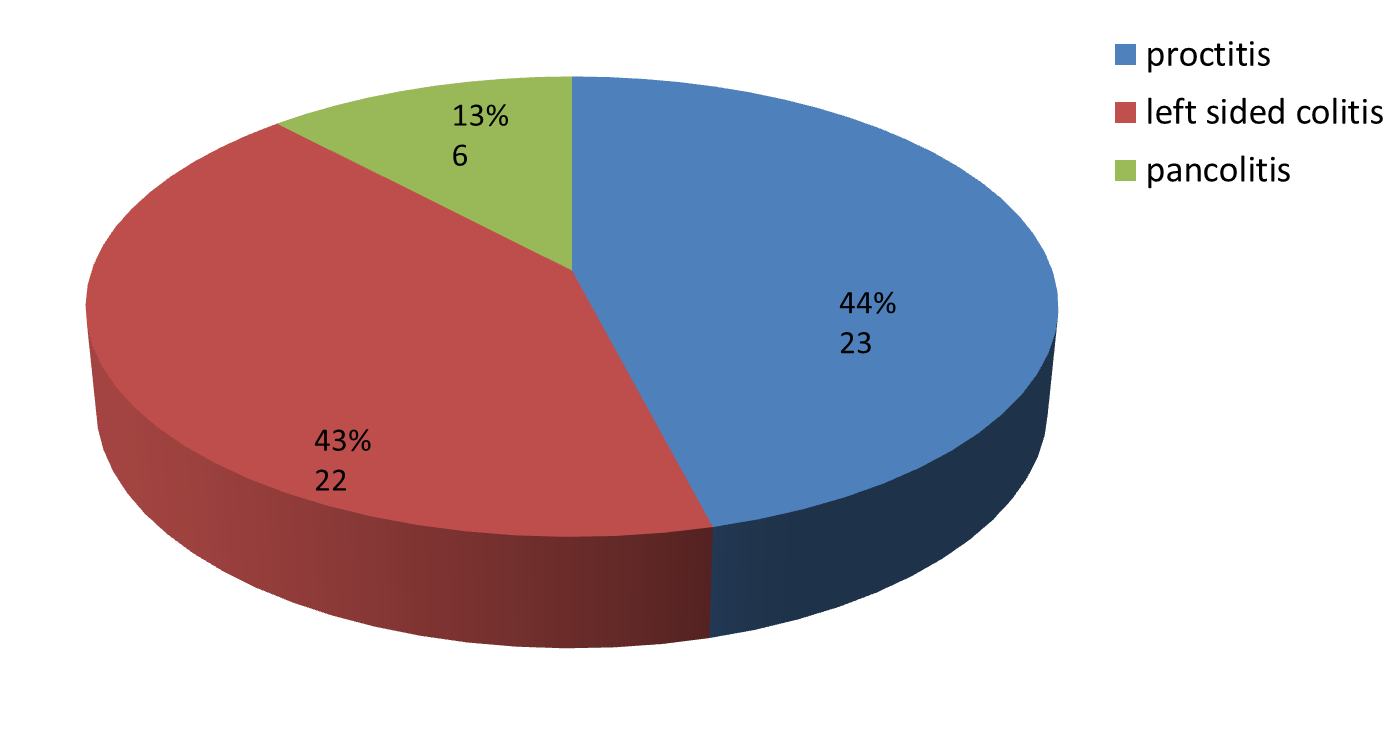 proctitis
left sided colitis
pancolitis
13%
6
44%
23
43%
22